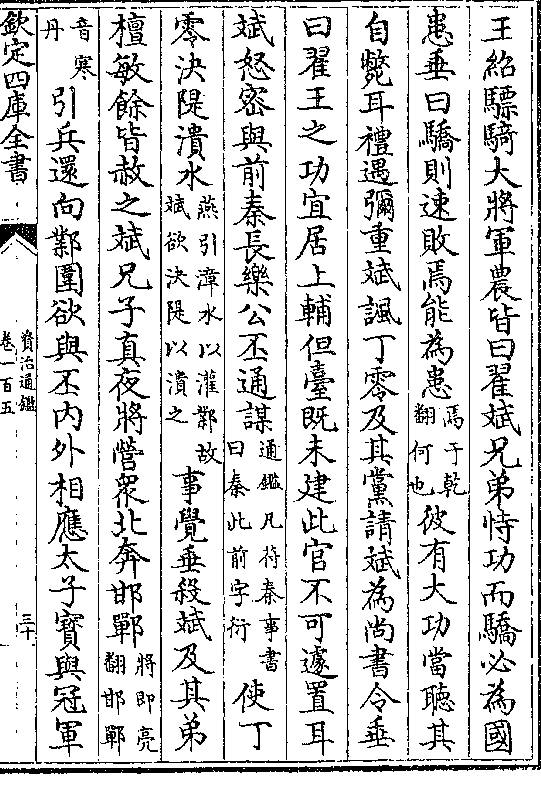 王紹驃騎大將軍農皆曰翟斌兄弟恃功而驕必為國
患垂曰驕則速敗焉能為患焉于乾翻何也彼有大功當聽其
自斃耳禮遇彌重斌諷丁零及其黨請斌為尚書令垂
曰翟王之功宜居上輔但臺既未建此官不可遽置耳
斌怒密與前秦長樂公丕通謀通鑑凡符秦事書曰秦此前字衍使丁
零決隄潰水燕引漳水以灌鄴故斌欲決隄以潰之事覺垂殺斌及其弟
檀敏餘皆赦之斌兄子真夜將營衆北奔邯鄲將即亮翻邯鄲
音寒丹引兵還向鄴圍欲與丕內外相應太子寳與冠軍
欽定四庫全書
資治通鑑
卷一百五
三十